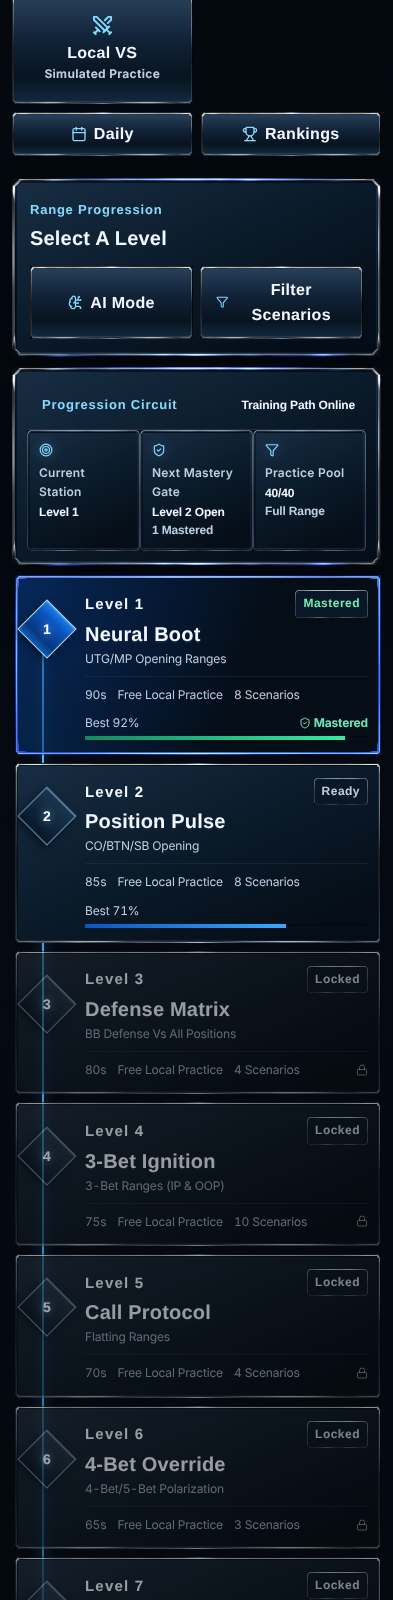 Local VS
Simulated Practice
Daily
Rankings
Range Progression
Select A Level
AI Mode
Filter
Scenarios
Progression Circuit
Training Path Online
Current
Station
Level 1
Next Mastery
Gate
Level 2 Open
1 Mastered
Practice Pool
40/40
Full Range
1
Level 1
Mastered
Neural Boot
UTG/MP Opening Ranges
90s Free Local Practice 8 Scenarios
Best 92%
Mastered
2
Level 2
Ready
Position Pulse
CO/BTN/SB Opening
85s Free Local Practice 8 Scenarios
Best 71%
3
Level 3
Locked
Defense Matrix
BB Defense Vs All Positions
80s Free Local Practice 4 Scenarios
4
Level 4
Locked
3-Bet Ignition
3-Bet Ranges (IP & OOP)
75s Free Local Practice 10 Scenarios
5
Level 5
Locked
Call Protocol
Flatting Ranges
70s Free Local Practice 4 Scenarios
6
Level 6
Locked
4-Bet Override
4-Bet/5-Bet Polarization
65s Free Local Practice 3 Scenarios
Level 7
Locked